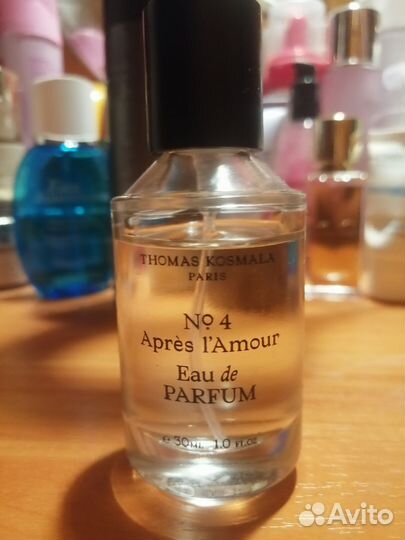 THOMAS KOSMALA
PARIS
Nº 4
Après l'Amour
Eau de
PARFUM
e 30ML 1.0 FL.OZ.
Avito